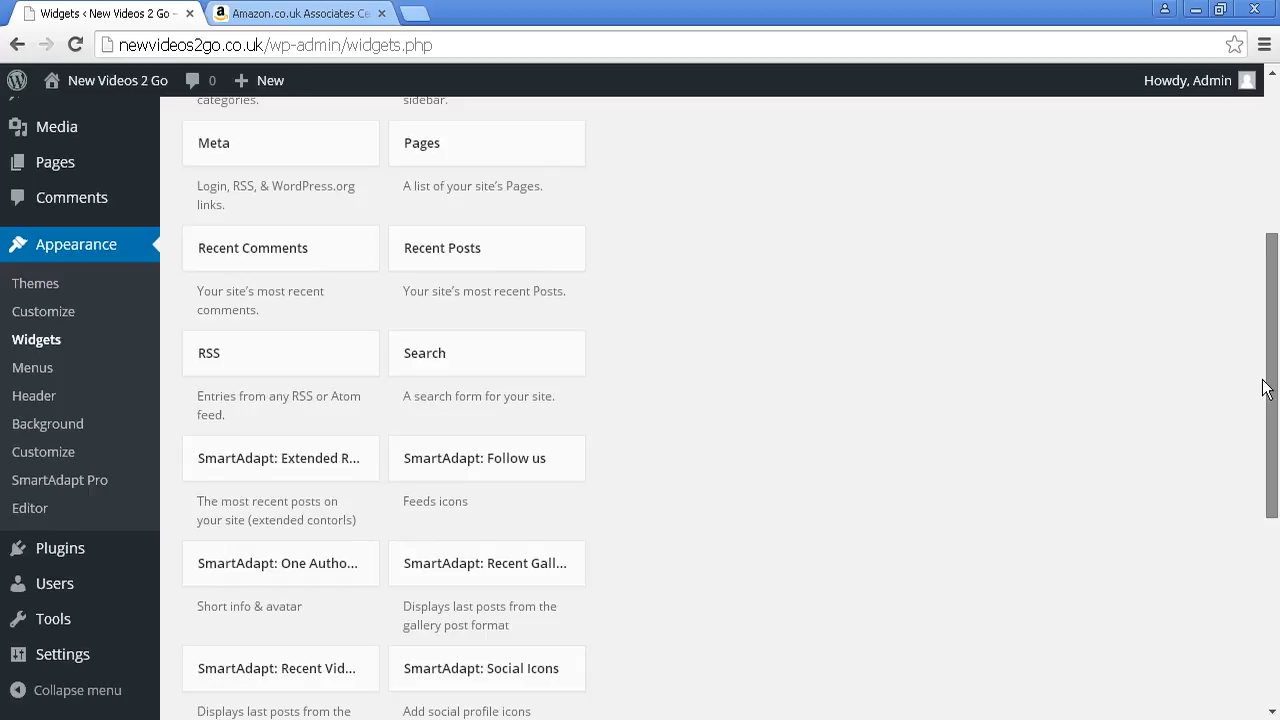 Widgets < New Videos 2 Go –
Amazon.co.uk Associates Ce
newvideos2go.co.uk/wp-admin/widgets.php
New Videos 2 Go
0
New
Howdy, Admin
Media
Pages
Comments
Appearance
Themes
Customize
Widgets
Menus
Header
Background
Customize
SmartAdapt Pro
Editor
Plugins
Users
Tools
Settings
Collapse menu
categories.
sidebar.
Meta
Pages
Login, RSS, & WordPress.org
links.
A list of your site's Pages.
Recent Comments
Recent Posts
Your site's most recent
comments.
Your site's most recent Posts.
RSS
Search
Entries from any RSS or Atom
feed.
A search form for your site.
SmartAdapt: Extended R...
SmartAdapt: Follow us
The most recent posts on
your site (extended contorls)
Feeds icons
SmartAdapt: One Autho...
SmartAdapt: Recent Gall...
Short info & avatar
Displays last posts from the
gallery post format
SmartAdapt: Recent Vid...
SmartAdapt: Social Icons
Displays last posts from the
Add social profile icons